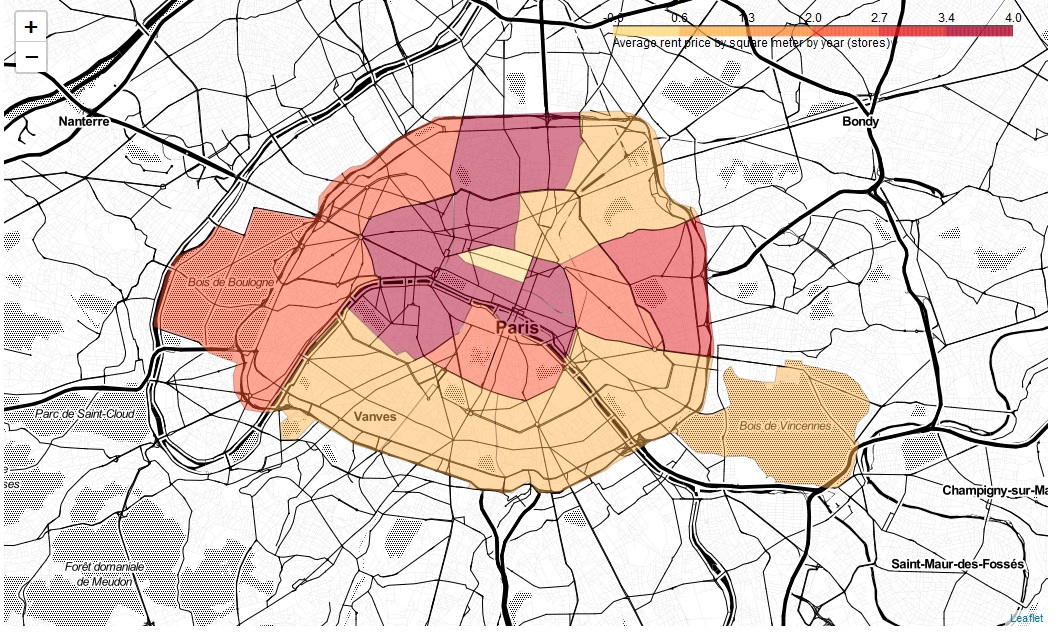 +
−
-0.0 0.6 1.3 2.0 2.7 3.4 4.0
Average rent price by square meter by year (stores)
Nanterre
Bondy
Bois de Boulogne
Paris
Parc de Saint-Cloud
Vanves
Bois de Vincennes
ses
Champigny-sur-Ma
Forêt domaniale
de Meudon
Saint-Maur-des-Fossés
Leaflet